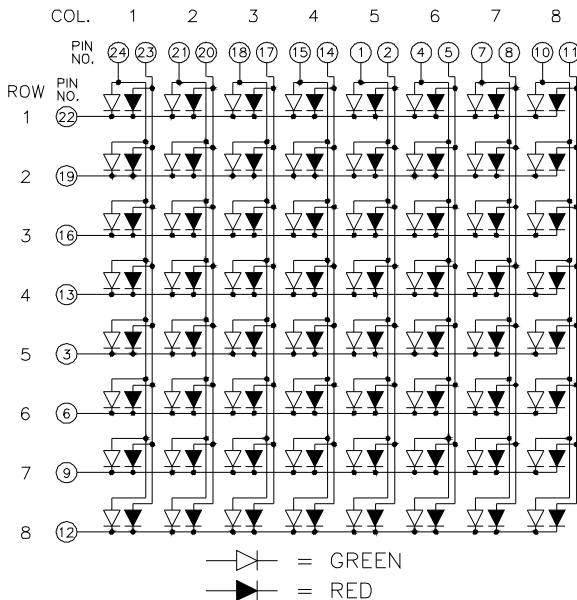 COL. 1 2 3 4 5 6 7 8
PIN NO. 24 23 21 20 18 17 15 14 1 2 4 5 7 8 10 11
ROW PIN NO.
1 22
2 19
3 16
4 13
5 3
6 6
7 9
8 12
= GREEN
= RED